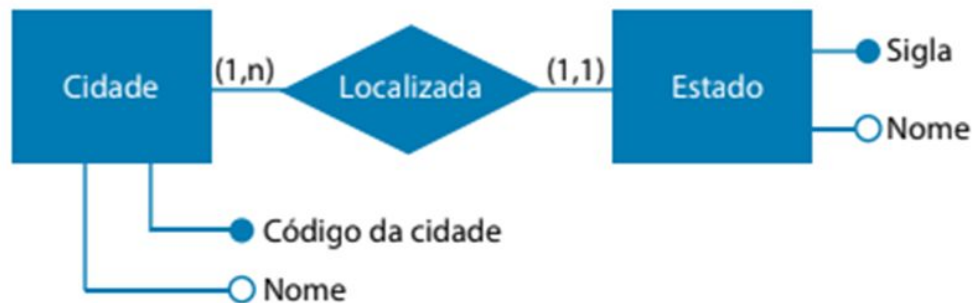 Cidade
(1,n)
Localizada
(1,1)
Estado
Sigla
Nome
Código da cidade
Nome